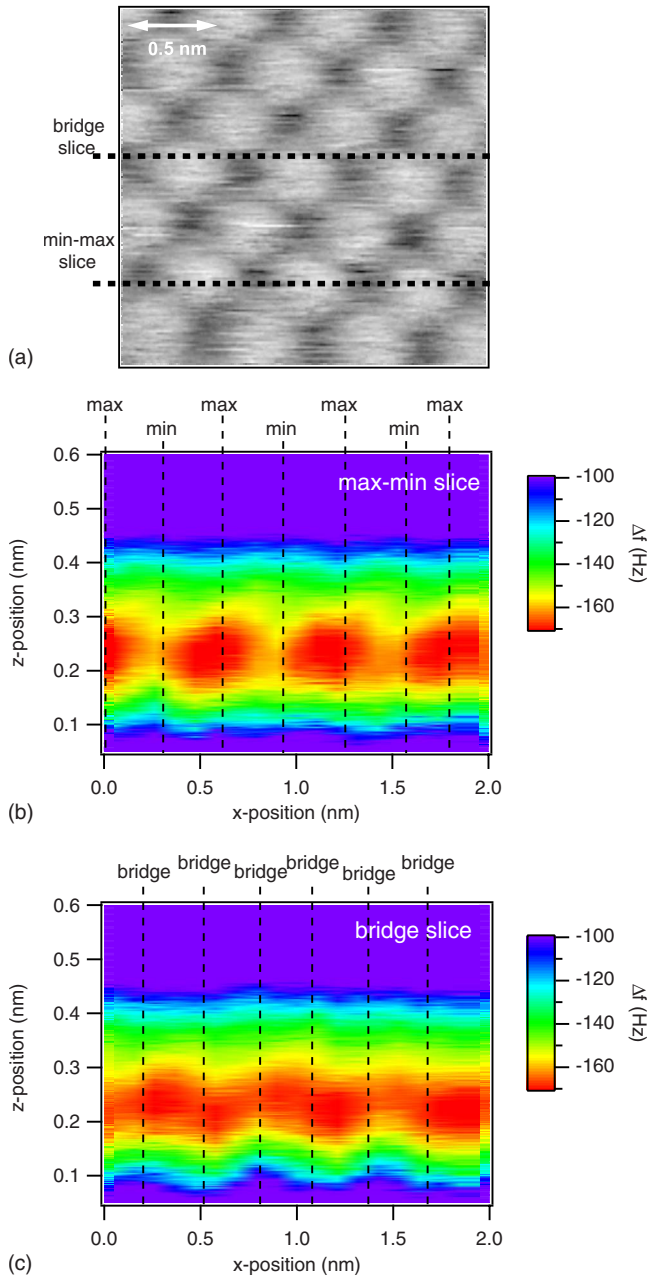 0.5 nm
bridge
slice
min-max
slice
(a)
max max max max
min min min
max-min slice
0.6
0.5
0.4
0.3
0.2
0.1
z-position (nm)
0.0 0.5 1.0 1.5 2.0
x-position (nm)
-100
-120
-140
-160
Δf (Hz)
(b)
bridge bridge bridge bridge bridge bridge
bridge slice
0.6
0.5
0.4
0.3
0.2
0.1
z-position (nm)
0.0 0.5 1.0 1.5 2.0
x-position (nm)
-100
-120
-140
-160
Δf (Hz)
(c)